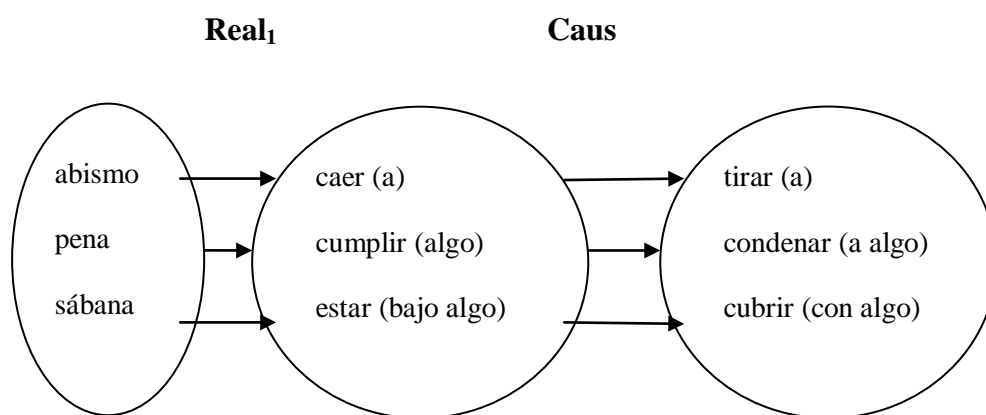 Real1 Caus
abismo caer (a) tirar (a)
pena cumplir (algo) condenar (a algo)
sábana estar (bajo algo) cubrir (con algo)